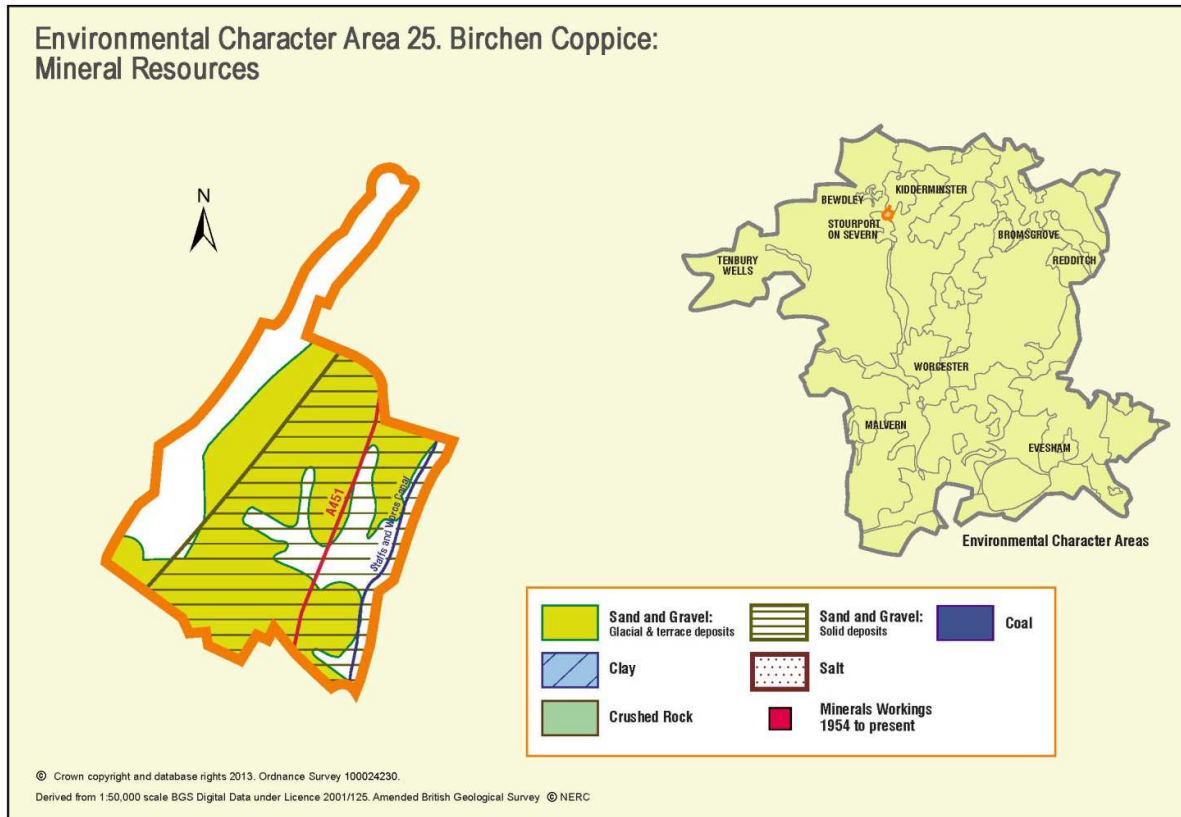 Environmental Character Area 25. Birchen Coppice:
Mineral Resources
N
A451
Staffs and Worcs Canal
KIDDERMINSTER
BEWDLEY
STOURPORT
ON SEVERN
BROMSGROVE
REDDITCH
TENBURY
WELLS
WORCESTER
MALVERN
EVESHAM
Environmental Character Areas
Sand and Gravel:
Glacial & terrace deposits
Sand and Gravel:
Solid deposits
Coal
Clay
Salt
Crushed Rock
Minerals Workings
1954 to present
© Crown copyright and database rights 2013. Ordnance Survey 100024230.
Derived from 1:50,000 scale BGS Digital Data under Licence 2001/125. Amended British Geological Survey © NERC